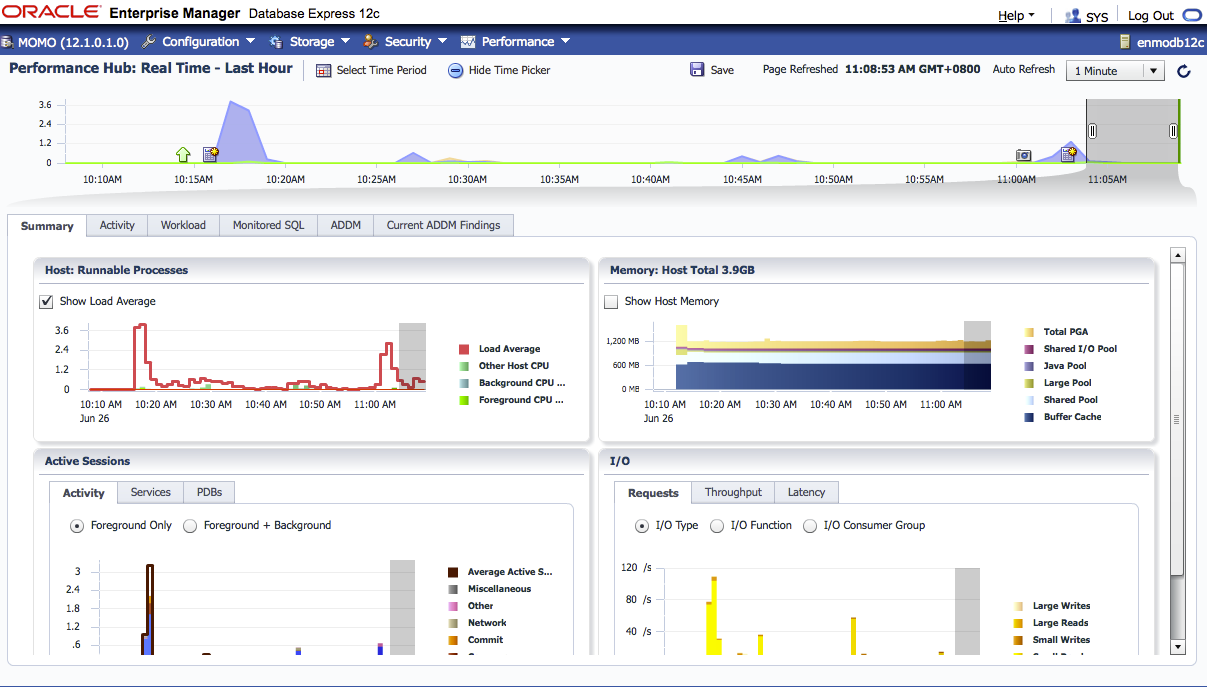 ORACLE Enterprise Manager Database Express 12c
Help SYS Log Out
MOMO (12.1.0.1.0) Configuration Storage Security Performance enmodb12c
Performance Hub: Real Time - Last Hour Select Time Period Hide Time Picker Save Page Refreshed 11:08:53 AM GMT+0800 Auto Refresh 1 Minute
3.6
2.4
1.2
0
10:10AM 10:15AM 10:20AM 10:25AM 10:30AM 10:35AM 10:40AM 10:45AM 10:50AM 10:55AM 11:00AM 11:05AM
Summary Activity Workload Monitored SQL ADDM Current ADDM Findings
Host: Runnable Processes
Show Load Average
3.6
2.4
1.2
0
10:10 AM 10:20 AM 10:30 AM 10:40 AM 10:50 AM 11:00 AM
Jun 26
Load Average
Other Host CPU
Background CPU ...
Foreground CPU ...
Memory: Host Total 3.9GB
Show Host Memory
1,200 MB
600 MB
0 MB
10:10 AM 10:20 AM 10:30 AM 10:40 AM 10:50 AM 11:00 AM
Jun 26
Total PGA
Shared I/O Pool
Java Pool
Large Pool
Shared Pool
Buffer Cache
Active Sessions
Activity Services PDBs
Foreground Only Foreground + Background
3
2.4
1.8
1.2
.6
Average Active S...
Miscellaneous
Other
Network
Commit
I/O
Requests Throughput Latency
I/O Type I/O Function I/O Consumer Group
120 /s
80 /s
40 /s
Large Writes
Large Reads
Small Writes